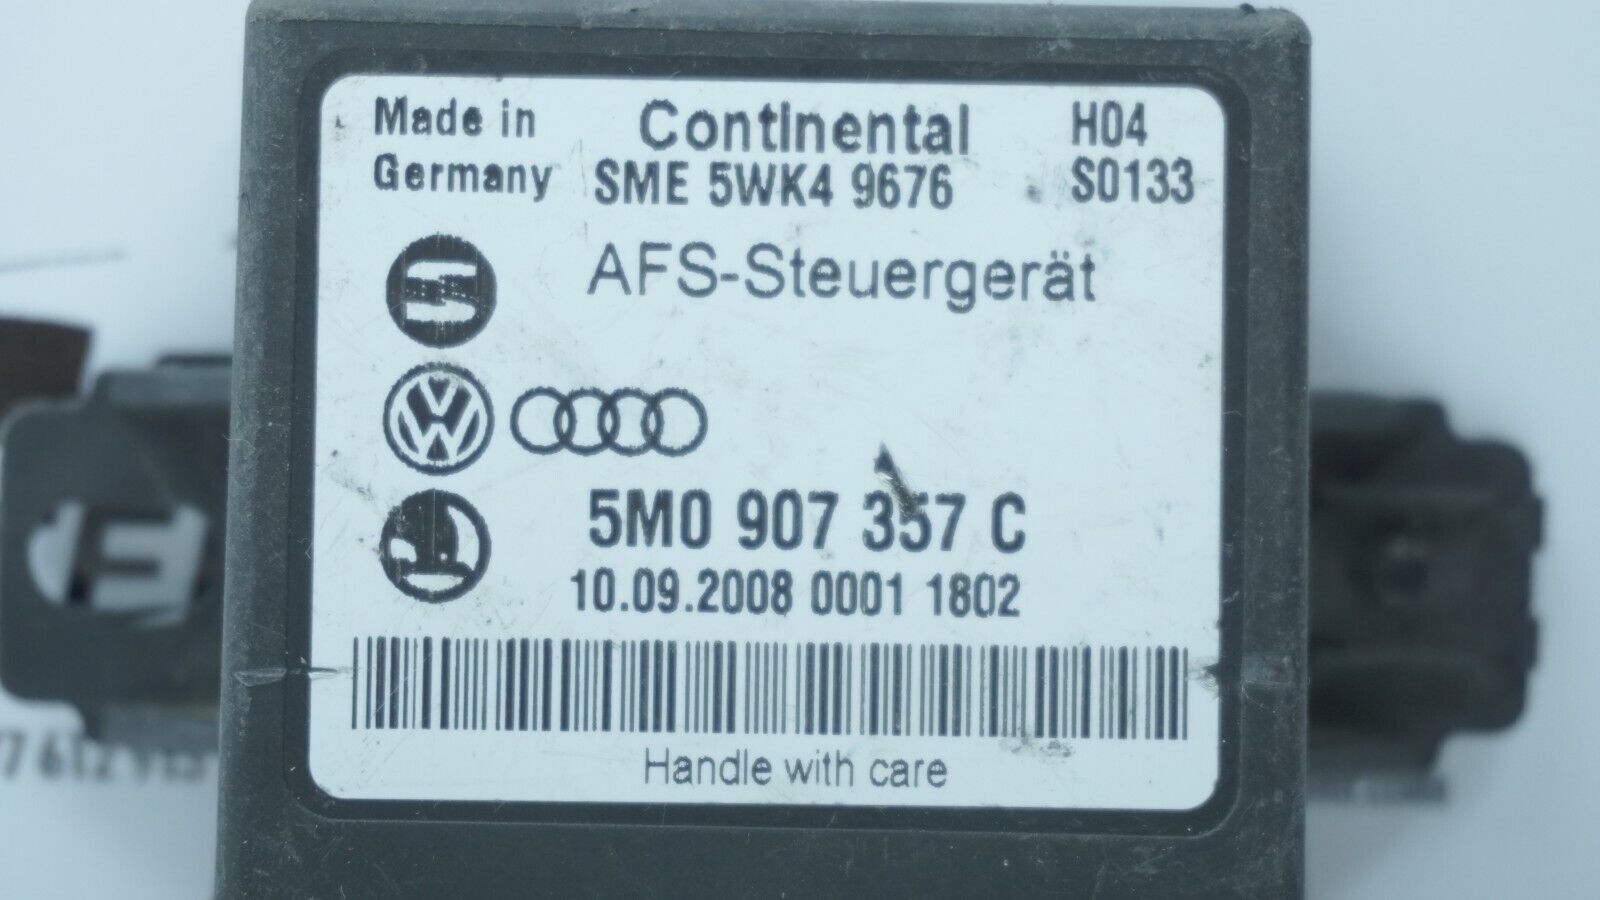 Made in
Germany
Continental
SME 5WK4 9676
H04
S0133
AFS-Steuergerät
5M0 907 357 C
10.09.2008 0001 1802
Handle with care